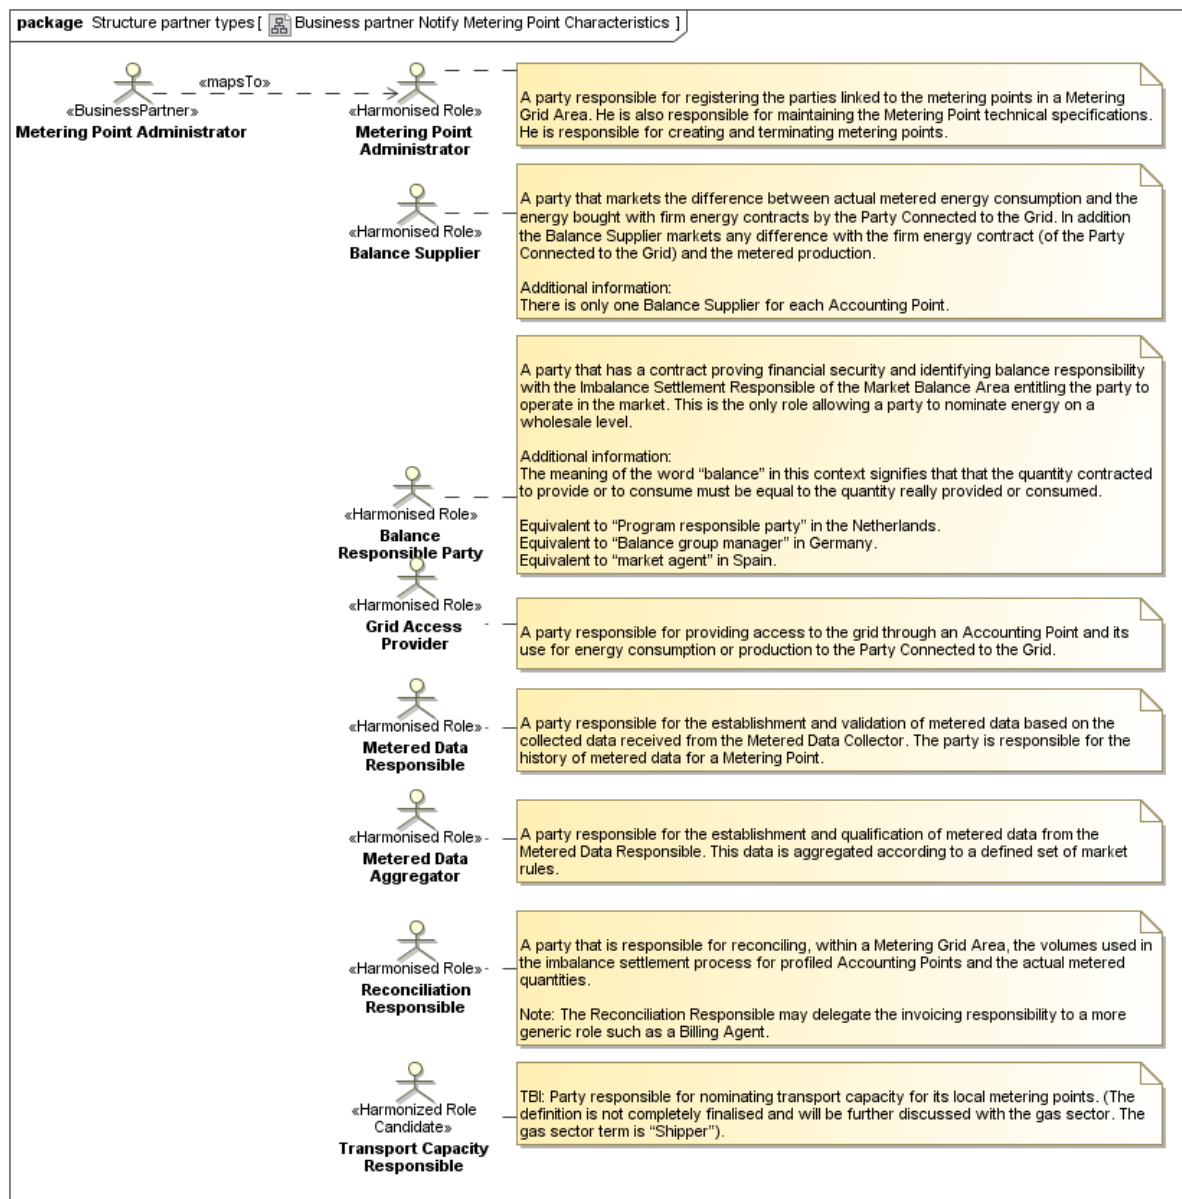 package Structure partner types [ Business partner Notify Metering Point Characteristics ]
«mapsTo»
«BusinessPartner»
Metering Point Administrator
«Harmonised Role»
Metering Point
Administrator
A party responsible for registering the parties linked to the metering points in a Metering
Grid Area. He is also responsible for maintaining the Metering Point technical specifications.
He is responsible for creating and terminating metering points.
«Harmonised Role»
Balance Supplier
A party that markets the difference between actual metered energy consumption and the
energy bought with firm energy contracts by the Party Connected to the Grid. In addition
the Balance Supplier markets any difference with the firm energy contract (of the Party
Connected to the Grid) and the metered production.
Additional information:
There is only one Balance Supplier for each Accounting Point.
«Harmonised Role»
Balance
Responsible Party
A party that has a contract proving financial security and identifying balance responsibility
with the Imbalance Settlement Responsible of the Market Balance Area entitling the party to
operate in the market. This is the only role allowing a party to nominate energy on a
wholesale level.
Additional information:
The meaning of the word “balance” in this context signifies that that the quantity contracted
to provide or to consume must be equal to the quantity really provided or consumed.
Equivalent to “Program responsible party” in the Netherlands.
Equivalent to “Balance group manager” in Germany.
Equivalent to “market agent” in Spain.
«Harmonised Role»
Grid Access
Provider
A party responsible for providing access to the grid through an Accounting Point and its
use for energy consumption or production to the Party Connected to the Grid.
«Harmonised Role»
Metered Data
Responsible
A party responsible for the establishment and validation of metered data based on the
collected data received from the Metered Data Collector. The party is responsible for the
history of metered data for a Metering Point.
«Harmonised Role»
Metered Data
Aggregator
A party responsible for the establishment and qualification of metered data from the
Metered Data Responsible. This data is aggregated according to a defined set of market
rules.
«Harmonised Role»
Reconciliation
Responsible
A party that is responsible for reconciling, within a Metering Grid Area, the volumes used in
the imbalance settlement process for profiled Accounting Points and the actual metered
quantities.
Note: The Reconciliation Responsible may delegate the invoicing responsibility to a more
generic role such as a Billing Agent.
«Harmonized Role
Candidate»
Transport Capacity
Responsible
TBI: Party responsible for nominating transport capacity for its local metering points. (The
definition is not completely finalised and will be further discussed with the gas sector. The
gas sector term is “Shipper”).